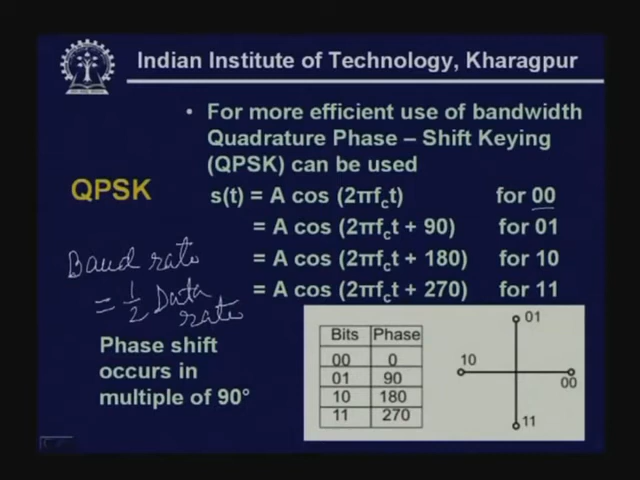 Indian Institute of Technology, Kharagpur
• For more efficient use of bandwidth
Quadrature Phase – Shift Keying
(QPSK) can be used
QPSK
s(t) = A cos (2πfct) for 00
= A cos (2πfct + 90) for 01
= A cos (2πfct + 180) for 10
= A cos (2πfct + 270) for 11
Baud rate
= 1/2 Data
rate
Phase shift
occurs in
multiple of 90°
Bits Phase
00 0
01 90
10 180
11 270
01
10
00
11